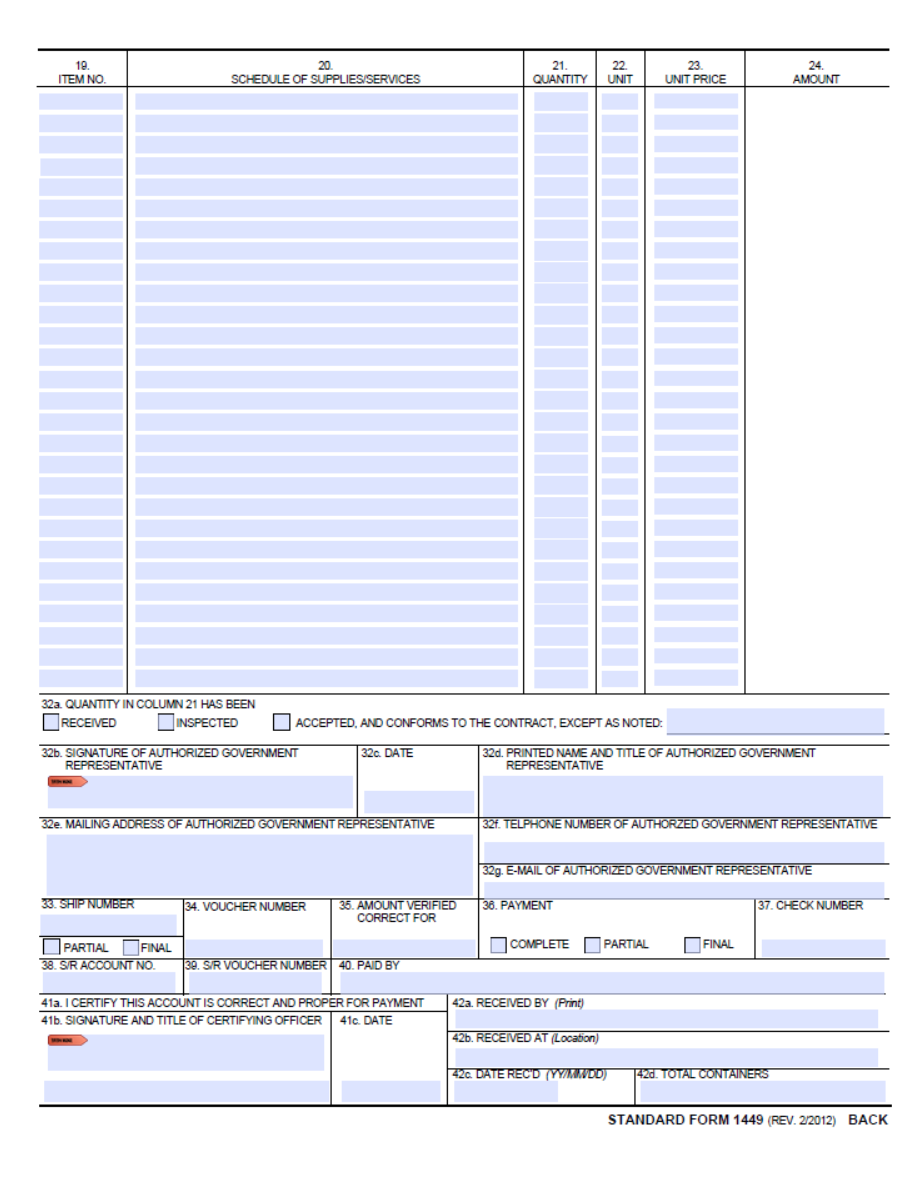 19.
ITEM NO.
20.
SCHEDULE OF SUPPLIES/SERVICES
21.
QUANTITY
22.
UNIT
23.
UNIT PRICE
24.
AMOUNT
32a. QUANTITY IN COLUMN 21 HAS BEEN
RECEIVED INSPECTED ACCEPTED, AND CONFORMS TO THE CONTRACT, EXCEPT AS NOTED:
32b. SIGNATURE OF AUTHORIZED GOVERNMENT
REPRESENTATIVE
32c. DATE
32d. PRINTED NAME AND TITLE OF AUTHORIZED GOVERNMENT
REPRESENTATIVE
32e. MAILING ADDRESS OF AUTHORIZED GOVERNMENT REPRESENTATIVE
32f. TELPHONE NUMBER OF AUTHORZED GOVERNMENT REPRESENTATIVE
32g. E-MAIL OF AUTHORIZED GOVERNMENT REPRESENTATIVE
33. SHIP NUMBER
PARTIAL FINAL
34. VOUCHER NUMBER
35. AMOUNT VERIFIED
CORRECT FOR
36. PAYMENT
COMPLETE PARTIAL FINAL
37. CHECK NUMBER
38. S/R ACCOUNT NO.
39. S/R VOUCHER NUMBER
40. PAID BY
41a. I CERTIFY THIS ACCOUNT IS CORRECT AND PROPER FOR PAYMENT
41b. SIGNATURE AND TITLE OF CERTIFYING OFFICER
41c. DATE
42a. RECEIVED BY (Print)
42b. RECEIVED AT (Location)
42c. DATE REC'D (YY/MM/DD)
42d. TOTAL CONTAINERS
STANDARD FORM 1449 (REV. 2/2012) BACK